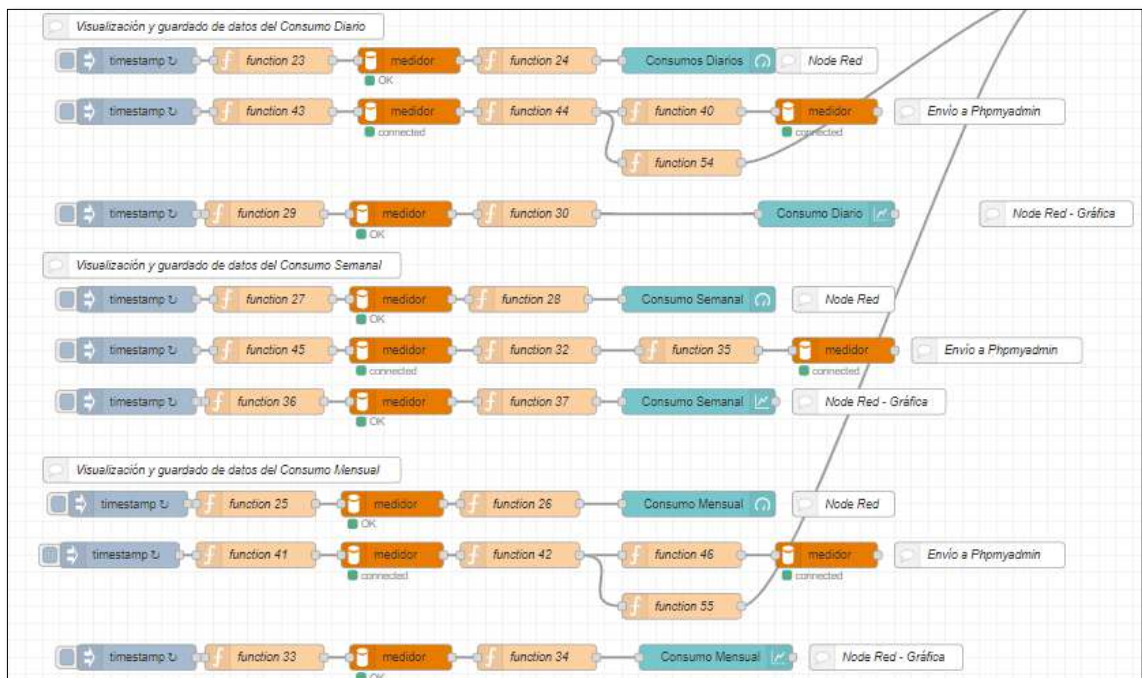 Visualización y guardado de datos del Consumo Diario
timestamp ↻ function 23 medidor function 24 Consumos Diarios Node Red
OK
timestamp ↻ function 43 medidor function 44 function 40 medidor Envío a Phpmyadmin
connected connected
function 54
timestamp ↻ function 29 medidor function 30 Consumo Diario Node Red - Gráfica
OK
Visualización y guardado de datos del Consumo Semanal
timestamp ↻ function 27 medidor function 28 Consumo Semanal Node Red
OK
timestamp ↻ function 45 medidor function 32 function 35 medidor Envío a Phpmyadmin
connected connected
timestamp ↻ function 36 medidor function 37 Consumo Semanal Node Red - Gráfica
OK
Visualización y guardado de datos del Consumo Mensual
timestamp ↻ function 25 medidor function 26 Consumo Mensual Node Red
OK
timestamp ↻ function 41 medidor function 42 function 46 medidor Envío a Phpmyadmin
connected connected
function 55
timestamp ↻ function 33 medidor function 34 Consumo Mensual Node Red - Gráfica
OK